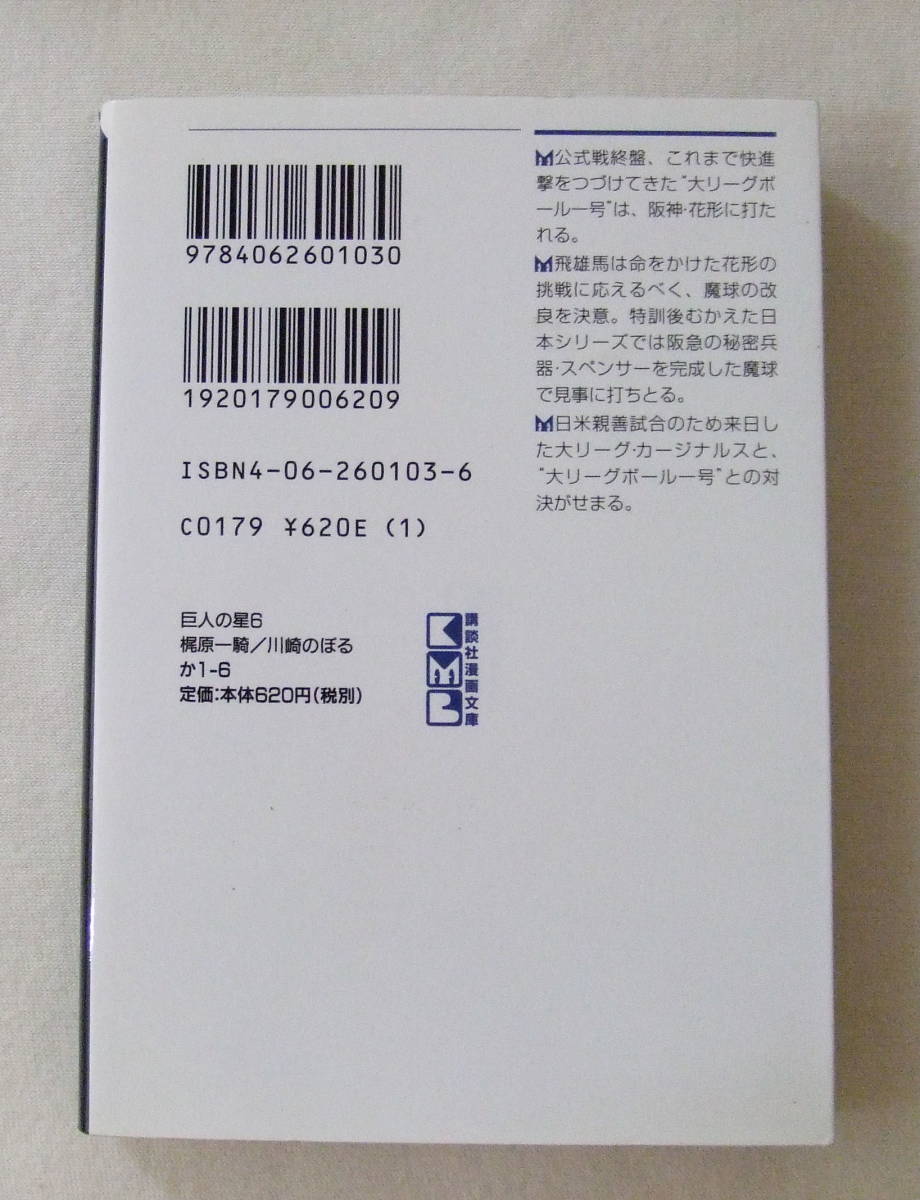 9784062601030
1920179006209
ISBN4-06-260103-6
C0179 ¥620E (1)
巨人の星6
梶原一騎／川崎のぼる
か1-6
定価:本体620円(税別)
KMB
講談社漫画文庫
公式戦終盤、これまで快進
撃をつづけてきた“大リーグボ
ール一号”は、阪神・花形に打た
れる。
飛雄馬は命をかけた花形の
挑戦に応えるべく、魔球の改
良を決意。特訓後むかえた日
本シリーズでは阪急の秘密兵
器・スペンサーを完成した魔球
で見事に打ちとる。
日米親善試合のため来日し
た大リーグ・カージナルスと、
“大リーグボール一号”との対
決がせまる。